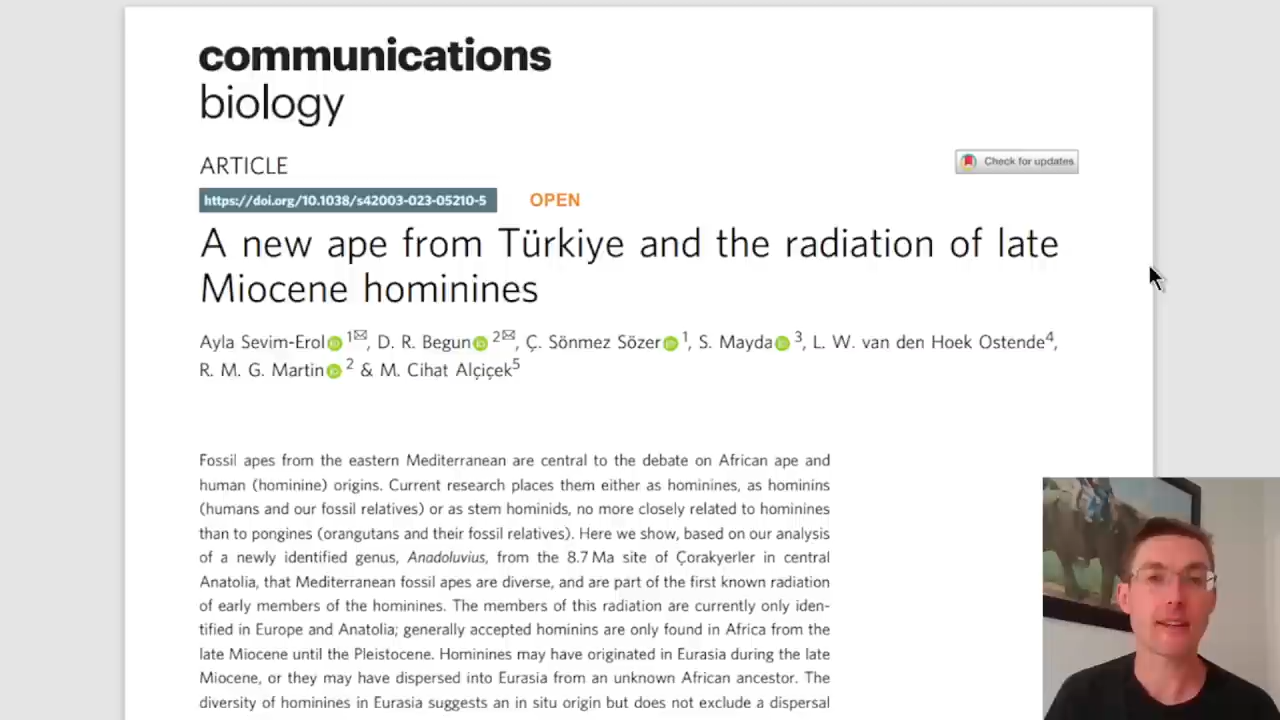 communications
biology
ARTICLE
Check for updates
https://doi.org/10.1038/s42003-023-05210-5 OPEN
A new ape from Türkiye and the radiation of late
Miocene hominines
Ayla Sevim-Erol 1✉, D. R. Begun 2✉, Ç. Sönmez Sözer 1, S. Mayda 3, L. W. van den Hoek Ostende4,
R. M. G. Martin 2 & M. Cihat Alçiçek5
Fossil apes from the eastern Mediterranean are central to the debate on African ape and
human (hominine) origins. Current research places them either as hominines, as hominins
(humans and our fossil relatives) or as stem hominids, no more closely related to hominines
than to pongines (orangutans and their fossil relatives). Here we show, based on our analysis
of a newly identified genus, Anadoluvius, from the 8.7 Ma site of Çorakyerler in central
Anatolia, that Mediterranean fossil apes are diverse, and are part of the first known radiation
of early members of the hominines. The members of this radiation are currently only iden-
tified in Europe and Anatolia; generally accepted hominins are only found in Africa from the
late Miocene until the Pleistocene. Hominines may have originated in Eurasia during the late
Miocene, or they may have dispersed into Eurasia from an unknown African ancestor. The
diversity of hominines in Eurasia suggests an in situ origin but does not exclude a dispersal